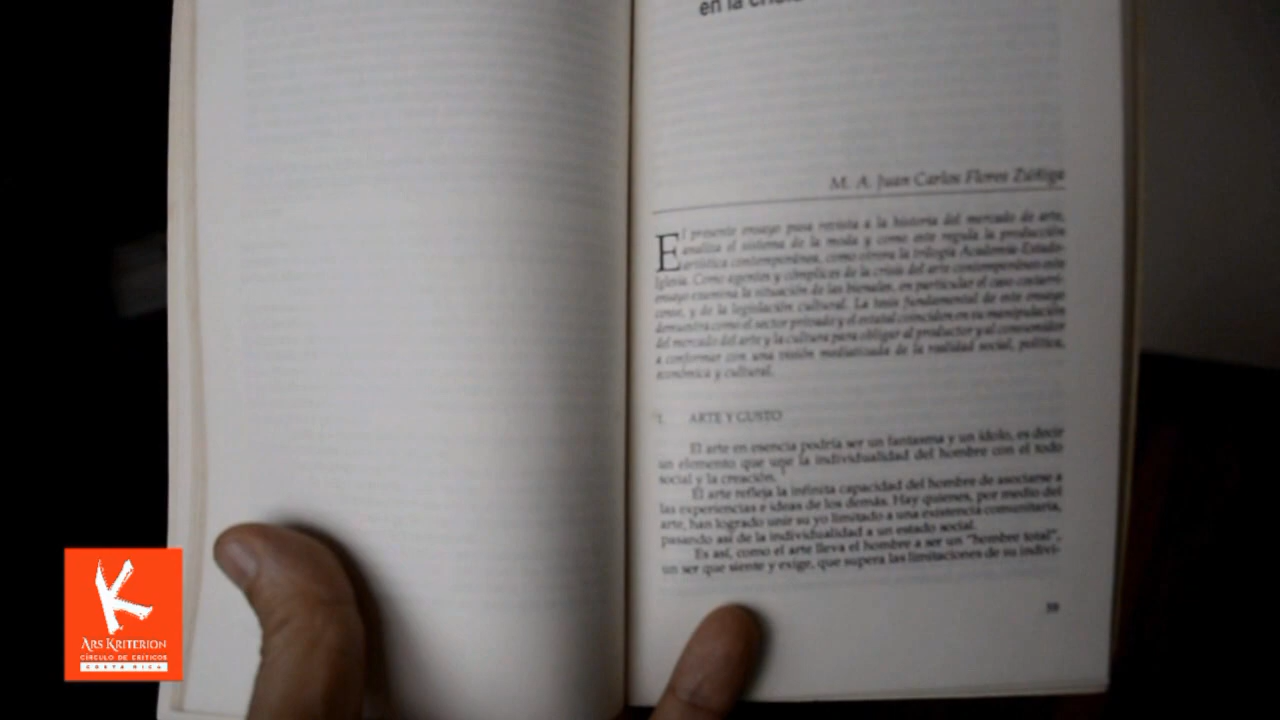 en la crisis
M. A. Juan Carlos Flores Zúñiga
El presente ensayo pasa revista a la historia del mercado de arte,
analiza el sistema de la moda y como este regula la producción
artística contemporánea, como obrera la trilogía Academia-Estado-
Iglesia. Como agentes y cómplices de la crisis del arte contemporáneo este
ensayo examina la situación de las bienales, en particular el caso costarri-
cense, y de la legislación cultural. La tesis fundamental de este ensayo
demuestra como el sector privado y el estatal coinciden en su manipulación
del mercado del arte y la cultura para obligar al productor y al consumidor
a conformar con una visión mediatizada de la realidad social, política,
económica y cultural.
1. ARTE Y GUSTO
El arte en esencia podría ser un fantasma y un ídolo, es decir
un elemento que une la individualidad del hombre con el todo
social y la creación.
El arte refleja la infinita capacidad del hombre de asociarse a
las experiencias e ideas de los demás. Hay quienes, por medio del
arte, han logrado unir su yo limitado a una existencia comunitaria,
pasando así de la individualidad a un estado social.
Es así, como el arte lleva el hombre a ser un "hombre total",
un ser que siente y exige, que supera las limitaciones de su indivi-
ARS KRITERION
CÍRCULO DE CRÍTICOS
COSTA RICA